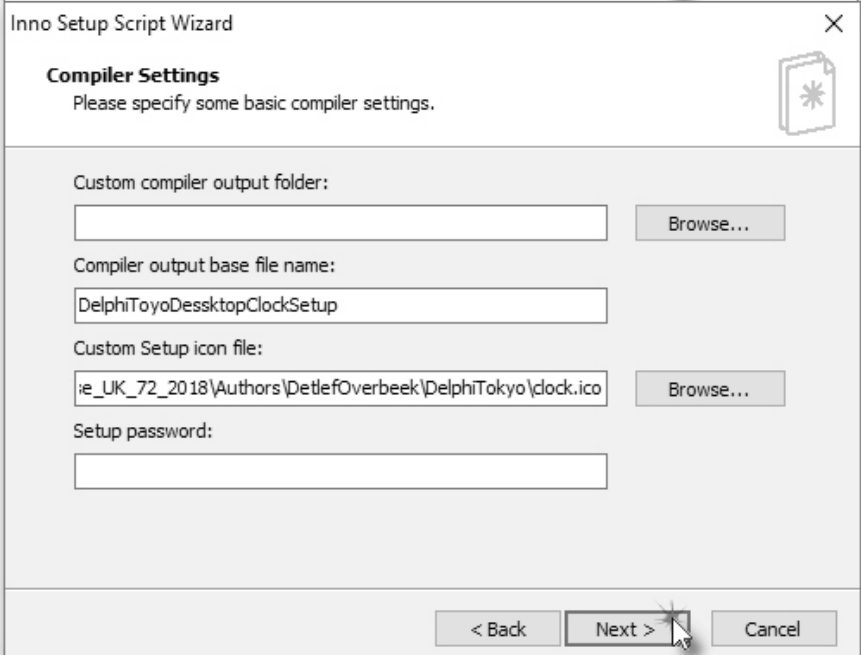 Inno Setup Script Wizard
Compiler Settings
Please specify some basic compiler settings.
Custom compiler output folder:
Browse...
Compiler output base file name:
DelphiToyoDessktopClockSetup
Custom Setup icon file:
e_UK_72_2018\Authors\DetlefOverbeek\DelphiTokyo\clock.ico
Browse...
Setup password:
< Back Next > Cancel